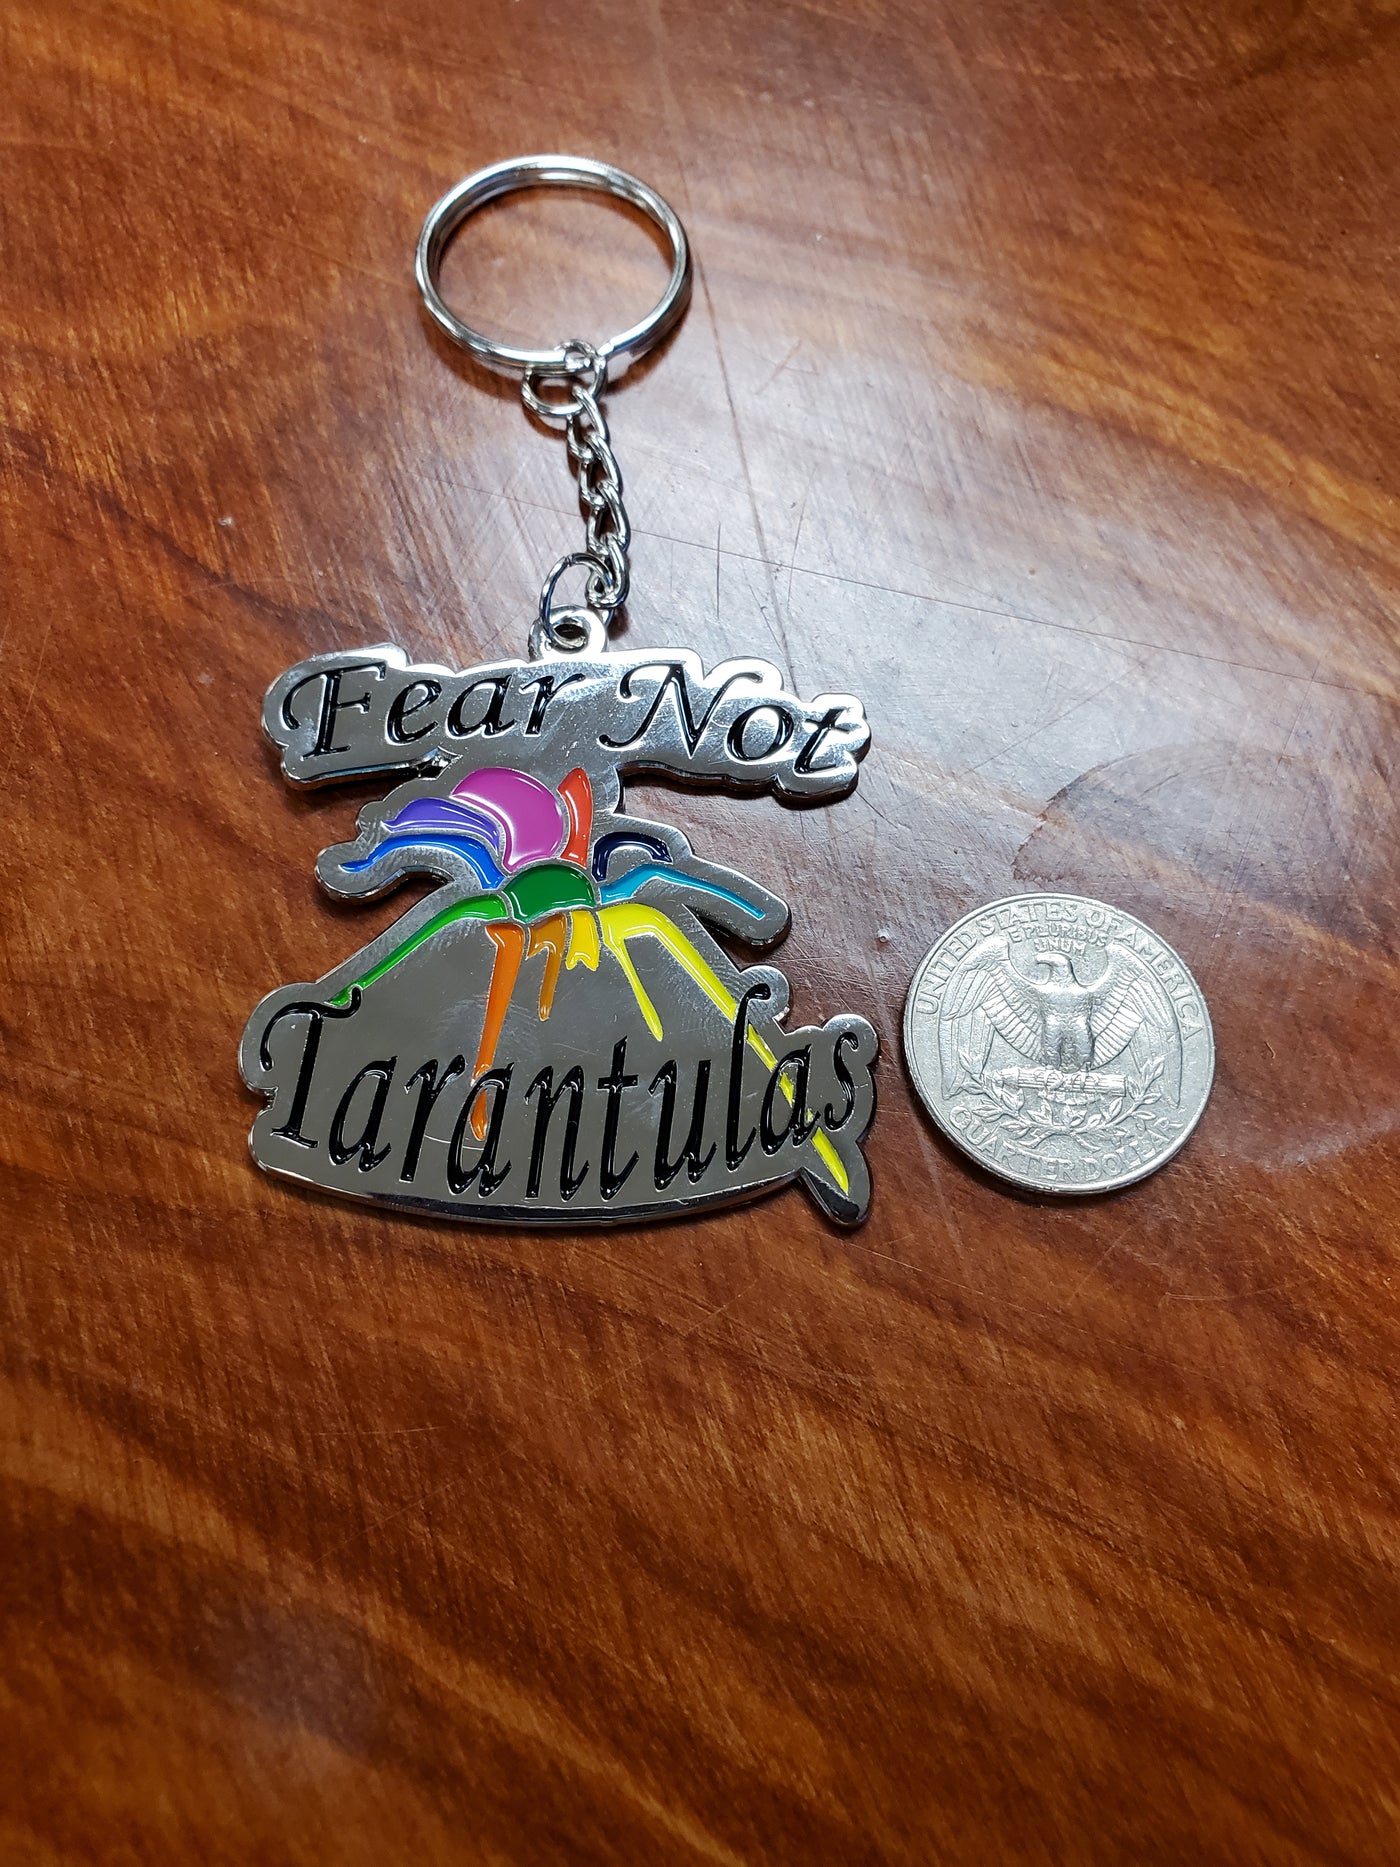 Fear Not
Tarantulas
UNITED STATES OF AMERICA
E PLURIBUS
UNUM
QUARTER DOLLAR